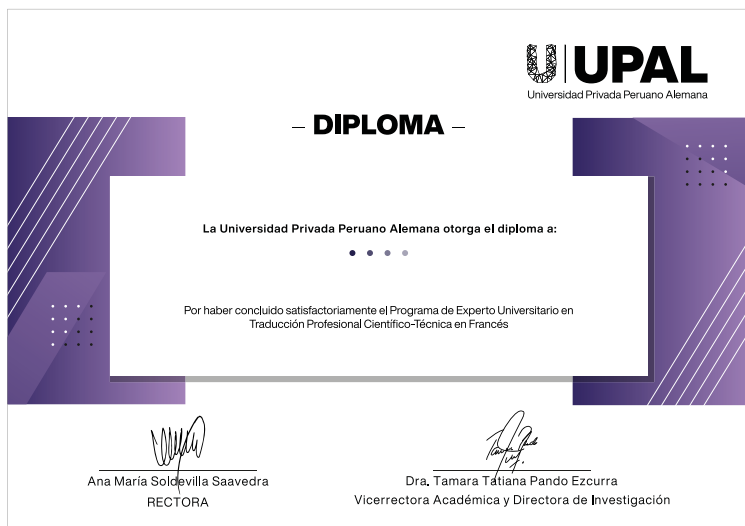 UPAL
Universidad Privada Peruano Alemana
– DIPLOMA –
La Universidad Privada Peruano Alemana otorga el diploma a:
Por haber concluido satisfactoriamente el Programa de Experto Universitario en
Traducción Profesional Científico-Técnica en Francés
Ana María Soldevilla Saavedra
RECTORA
Dra. Tamara Tatiana Pando Ezcurra
Vicerrectora Académica y Directora de Investigación